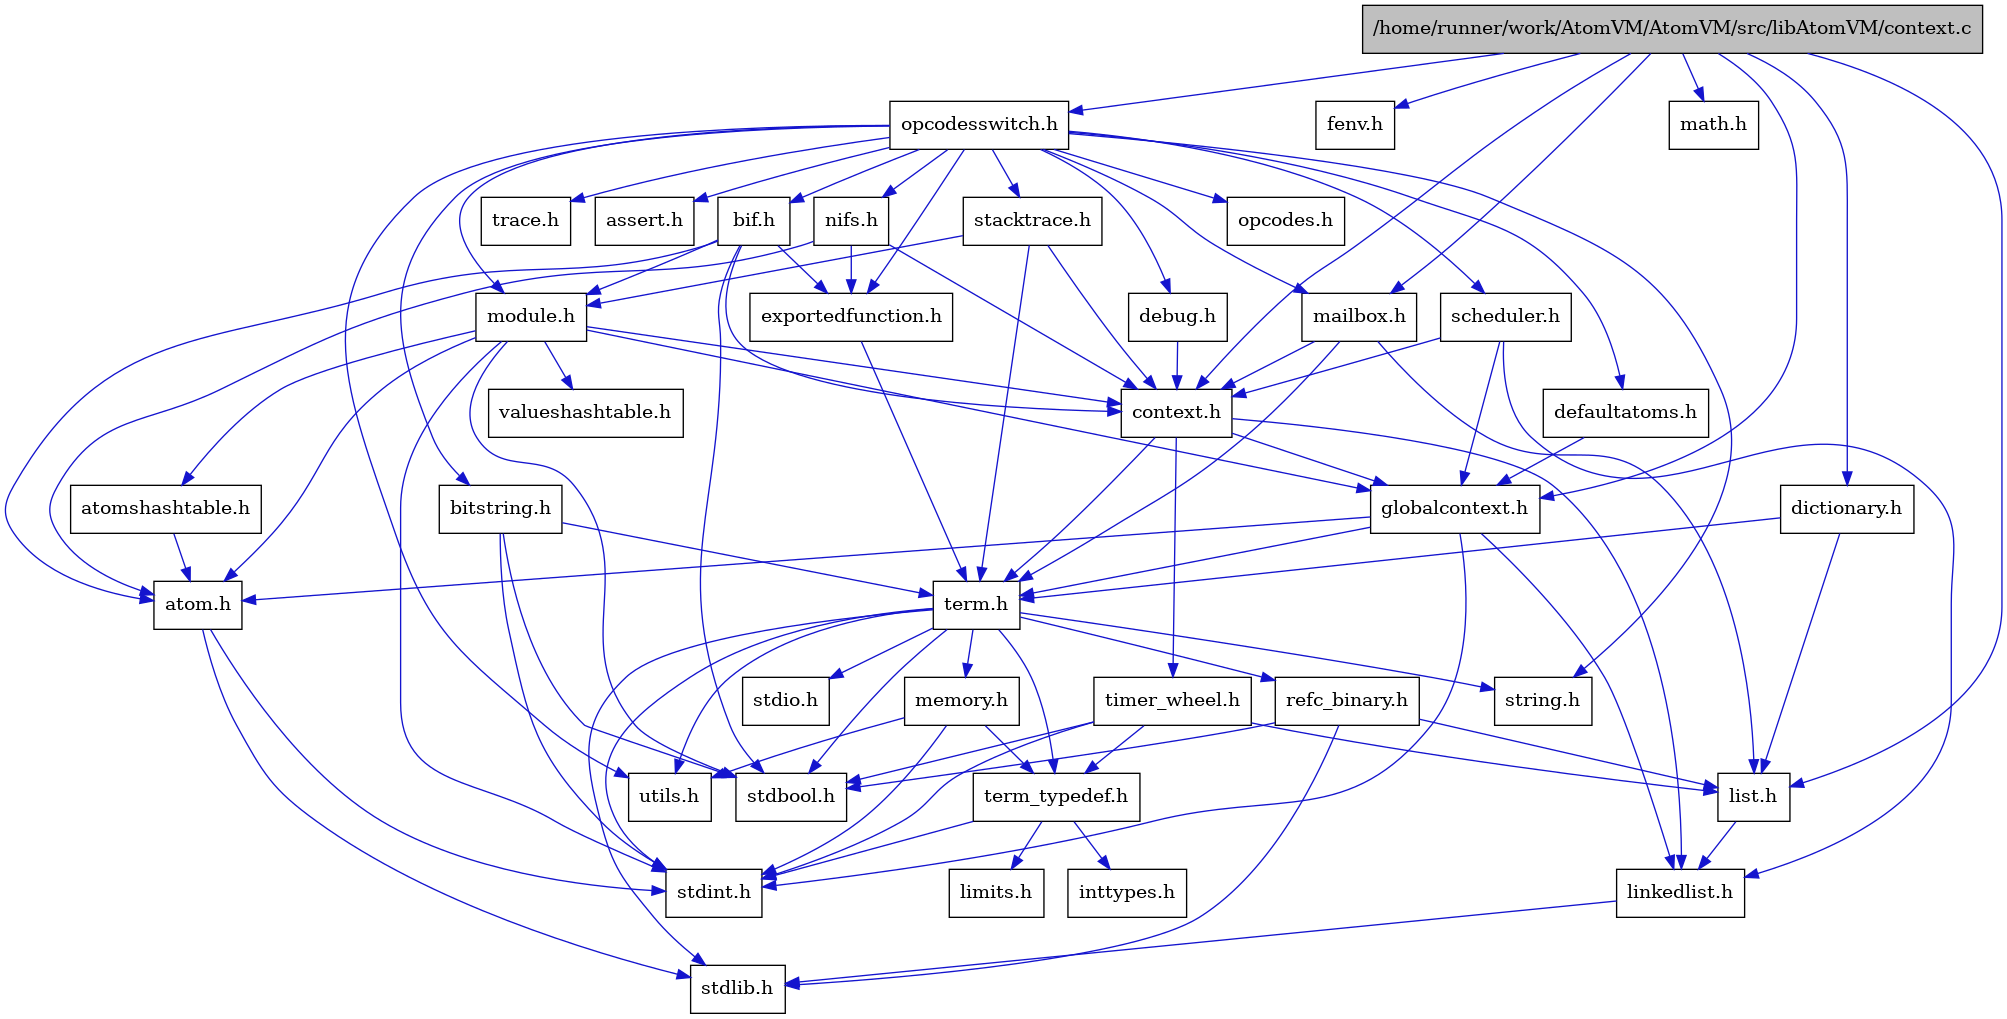 /home/runner/work/AtomVM/AtomVM/src/libAtomVM/context.c
opcodesswitch.h
fenv.h
math.h
trace.h
assert.h
bif.h
nifs.h
stacktrace.h
opcodes.h
module.h
exportedfunction.h
debug.h
mailbox.h
scheduler.h
valueshashtable.h
context.h
defaultatoms.h
atomshashtable.h
bitstring.h
globalcontext.h
dictionary.h
atom.h
term.h
stdio.h
memory.h
timer_wheel.h
refc_binary.h
string.h
utils.h
stdbool.h
term_typedef.h
list.h
stdint.h
limits.h
inttypes.h
linkedlist.h
stdlib.h